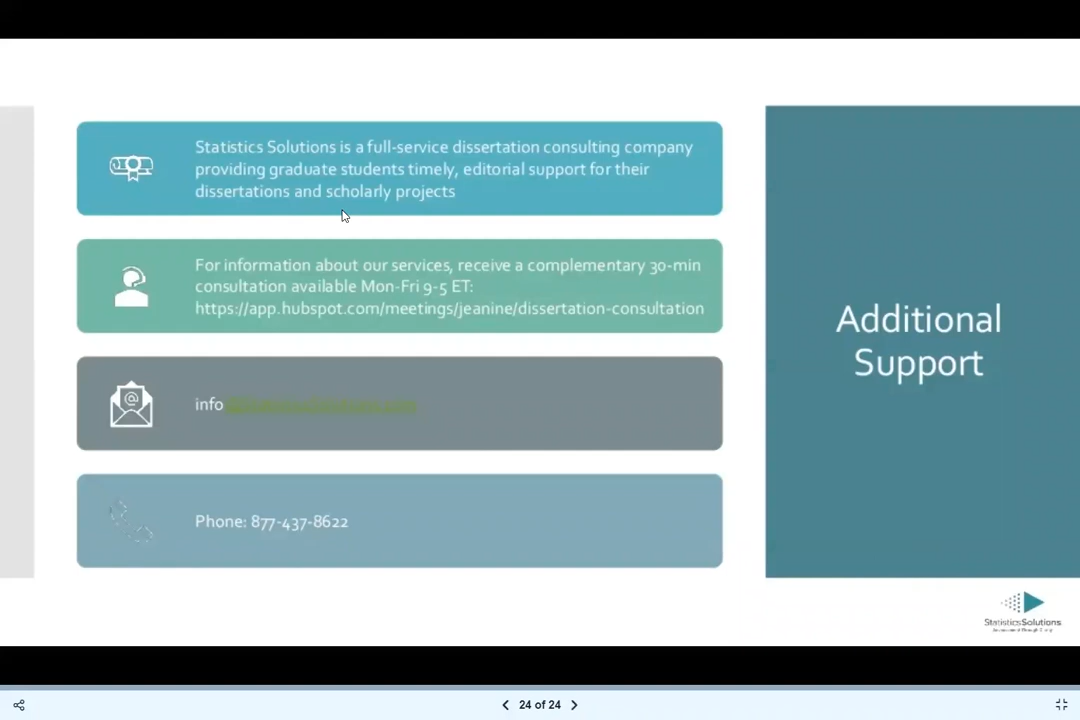 Statistics Solutions is a full-service dissertation consulting company
providing graduate students timely, editorial support for their
dissertations and scholarly projects
For information about our services, receive a complementary 30-min
consultation available Mon-Fri 9-5 ET:
https://app.hubspot.com/meetings/jeanine/dissertation-consultation
info
Phone: 877-437-8622
Additional
Support
StatisticsSolutions
24 of 24